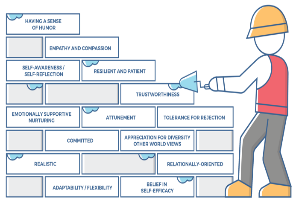 HAVING A SENSE
OF HUMOR
EMPATHY AND COMPASSION
SELF-AWARENESS /
SELF-REFLECTION
RESILIENT AND PATIENT
TRUSTWORTHINESS
EMOTIONALLY SUPPORTIVE
NURTURING
ATTUNEMENT
TOLERANCE FOR REJECTION
COMMITTED
APPRECIATION FOR DIVERSITY
OTHER WORLD VIEWS
REALISTIC
RELATIONALLY-ORIENTED
ADAPTABILITY / FLEXIBILITY
BELIEF IN
SELF-EFFICACY